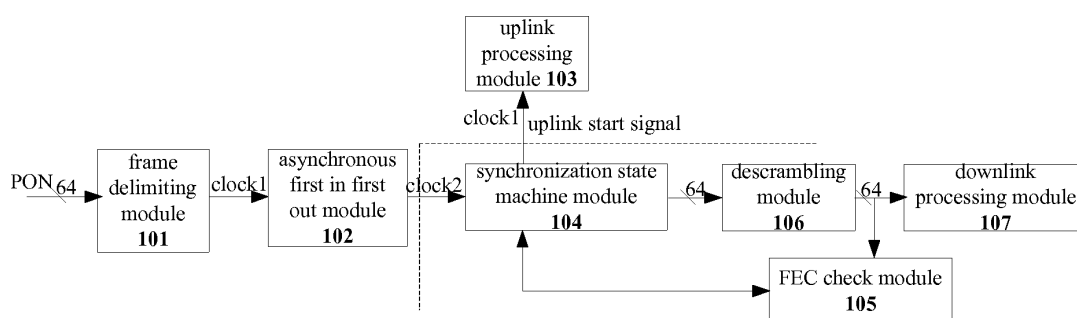 uplink
processing
module 103
clock1
uplink start signal
PON
64
frame
delimiting
module
101
clock1
asynchronous
first in first
out module
102
clock2
synchronization state
machine module
104
64
descrambling
module
106
64
downlink
processing module
107
FEC check module
105